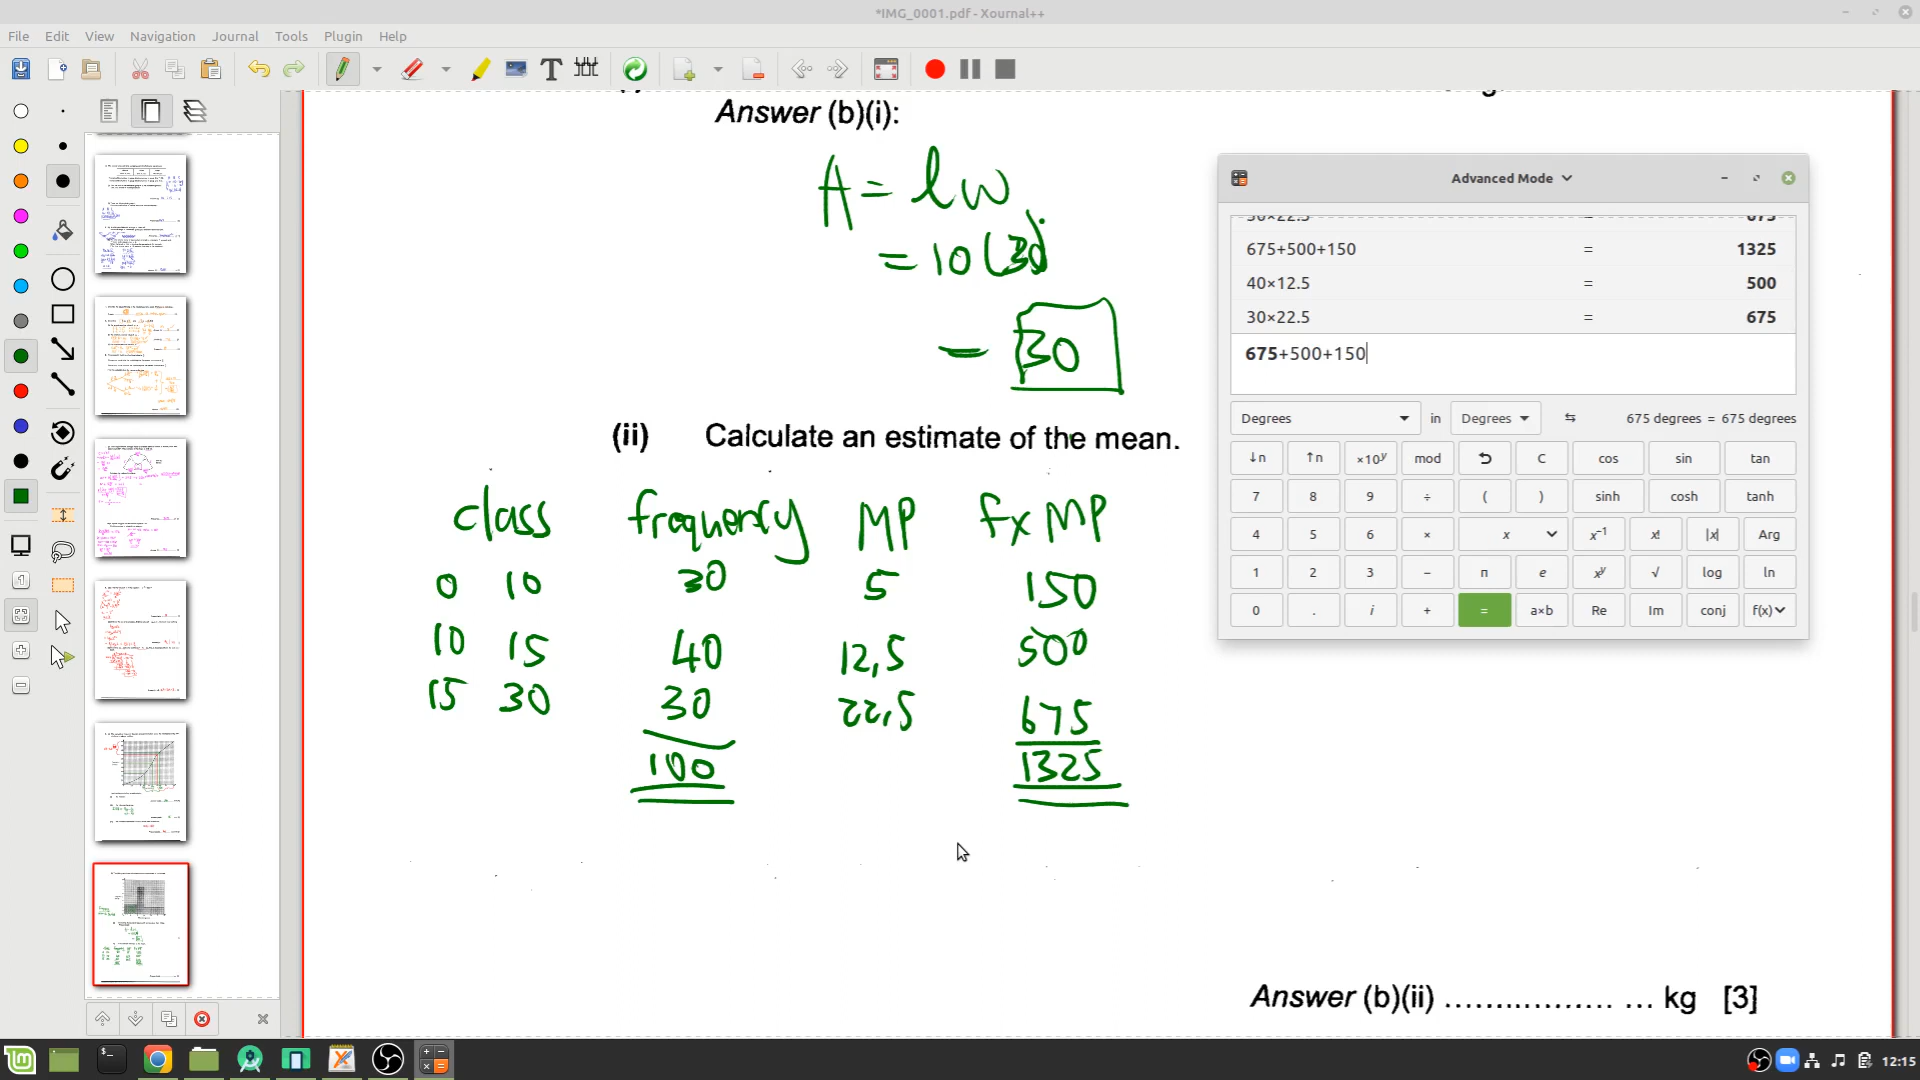 *IMG_0001.pdf - Xournal++
File Edit View Navigation Journal Tools Plugin Help
Answer (b)(i):
A = lw
= 10 (3)
= 30
(ii) Calculate an estimate of the mean.
class frequency MP f x MP
0 10 30 5 150
10 15 40 12,5 500
15 30 30 22,5 675
100 1325
Answer (b)(ii) ........................ kg [3]
Advanced Mode
30×22.5 = 675
675+500+150 = 1325
40×12.5 = 500
30×22.5 = 675
675+500+150
Degrees in Degrees 675 degrees = 675 degrees
↓n ↑n ×10ʸ mod C cos sin tan
7 8 9 ÷ ( ) sinh cosh tanh
4 5 6 × x x⁻¹ x! |x| Arg
1 2 3 − π e xʸ √ log ln
0 . i + = a×b Re Im conj f(x)
12:15